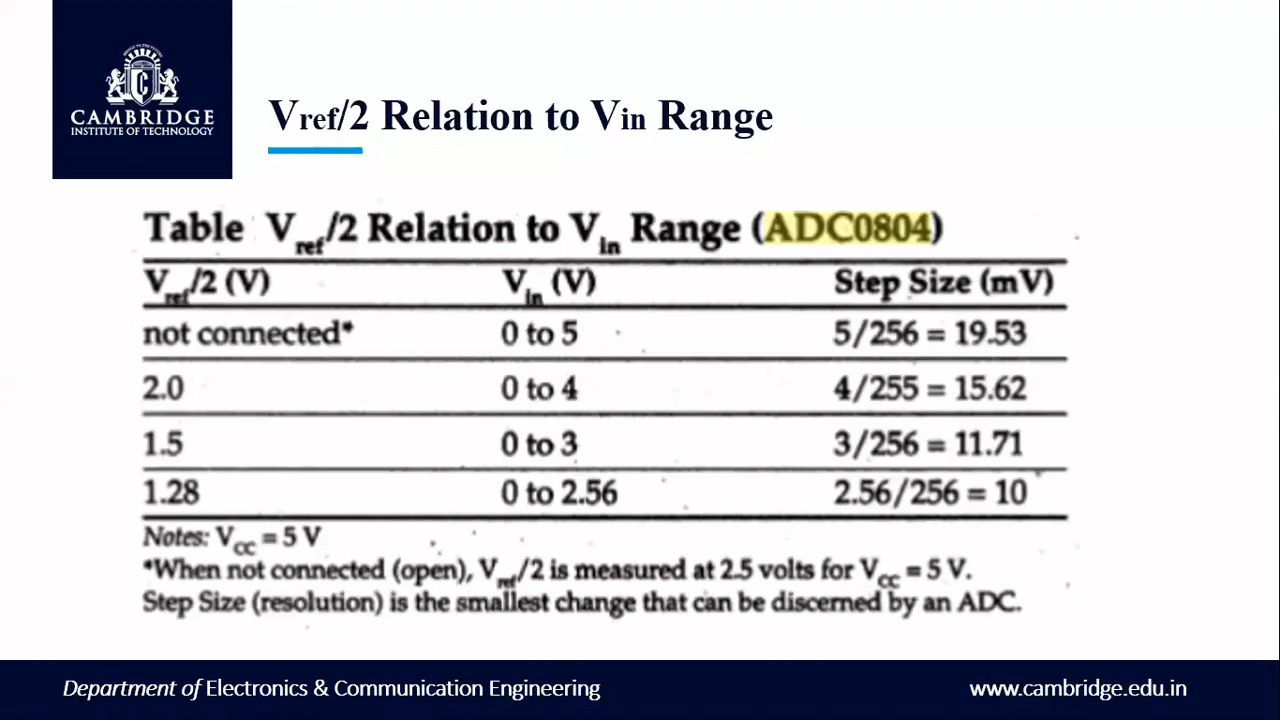 CAMBRIDGE
INSTITUTE OF TECHNOLOGY
Vref/2 Relation to Vin Range
Table Vref/2 Relation to Vin Range (ADC0804)
Vref/2 (V) Vin (V) Step Size (mV)
not connected* 0 to 5 5/256 = 19.53
2.0 0 to 4 4/255 = 15.62
1.5 0 to 3 3/256 = 11.71
1.28 0 to 2.56 2.56/256 = 10
Notes: VCC = 5 V
*When not connected (open), Vref/2 is measured at 2.5 volts for VCC = 5 V.
Step Size (resolution) is the smallest change that can be discerned by an ADC.
Department of Electronics & Communication Engineering
www.cambridge.edu.in